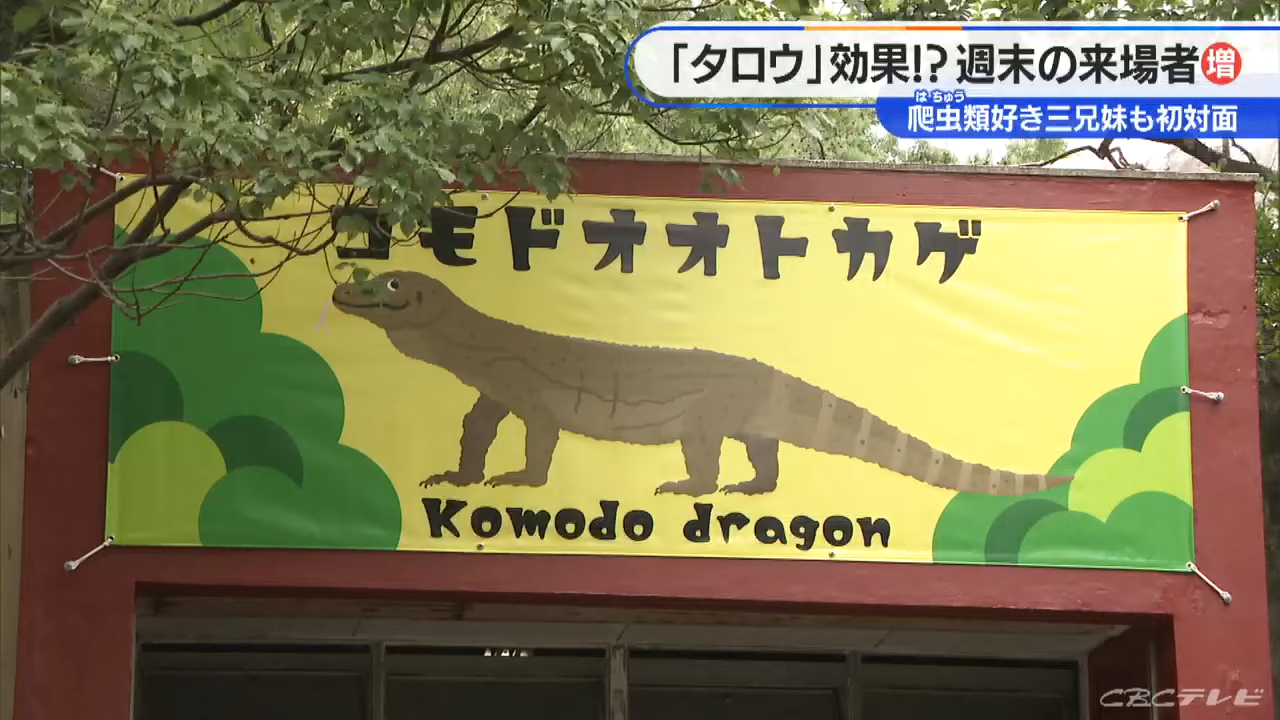 「タロウ」効果!? 週末の来場者増
はちゅう
爬虫類好き三兄妹も初対面
コモドオオトカゲ
Komodo dragon
CBCテレビ